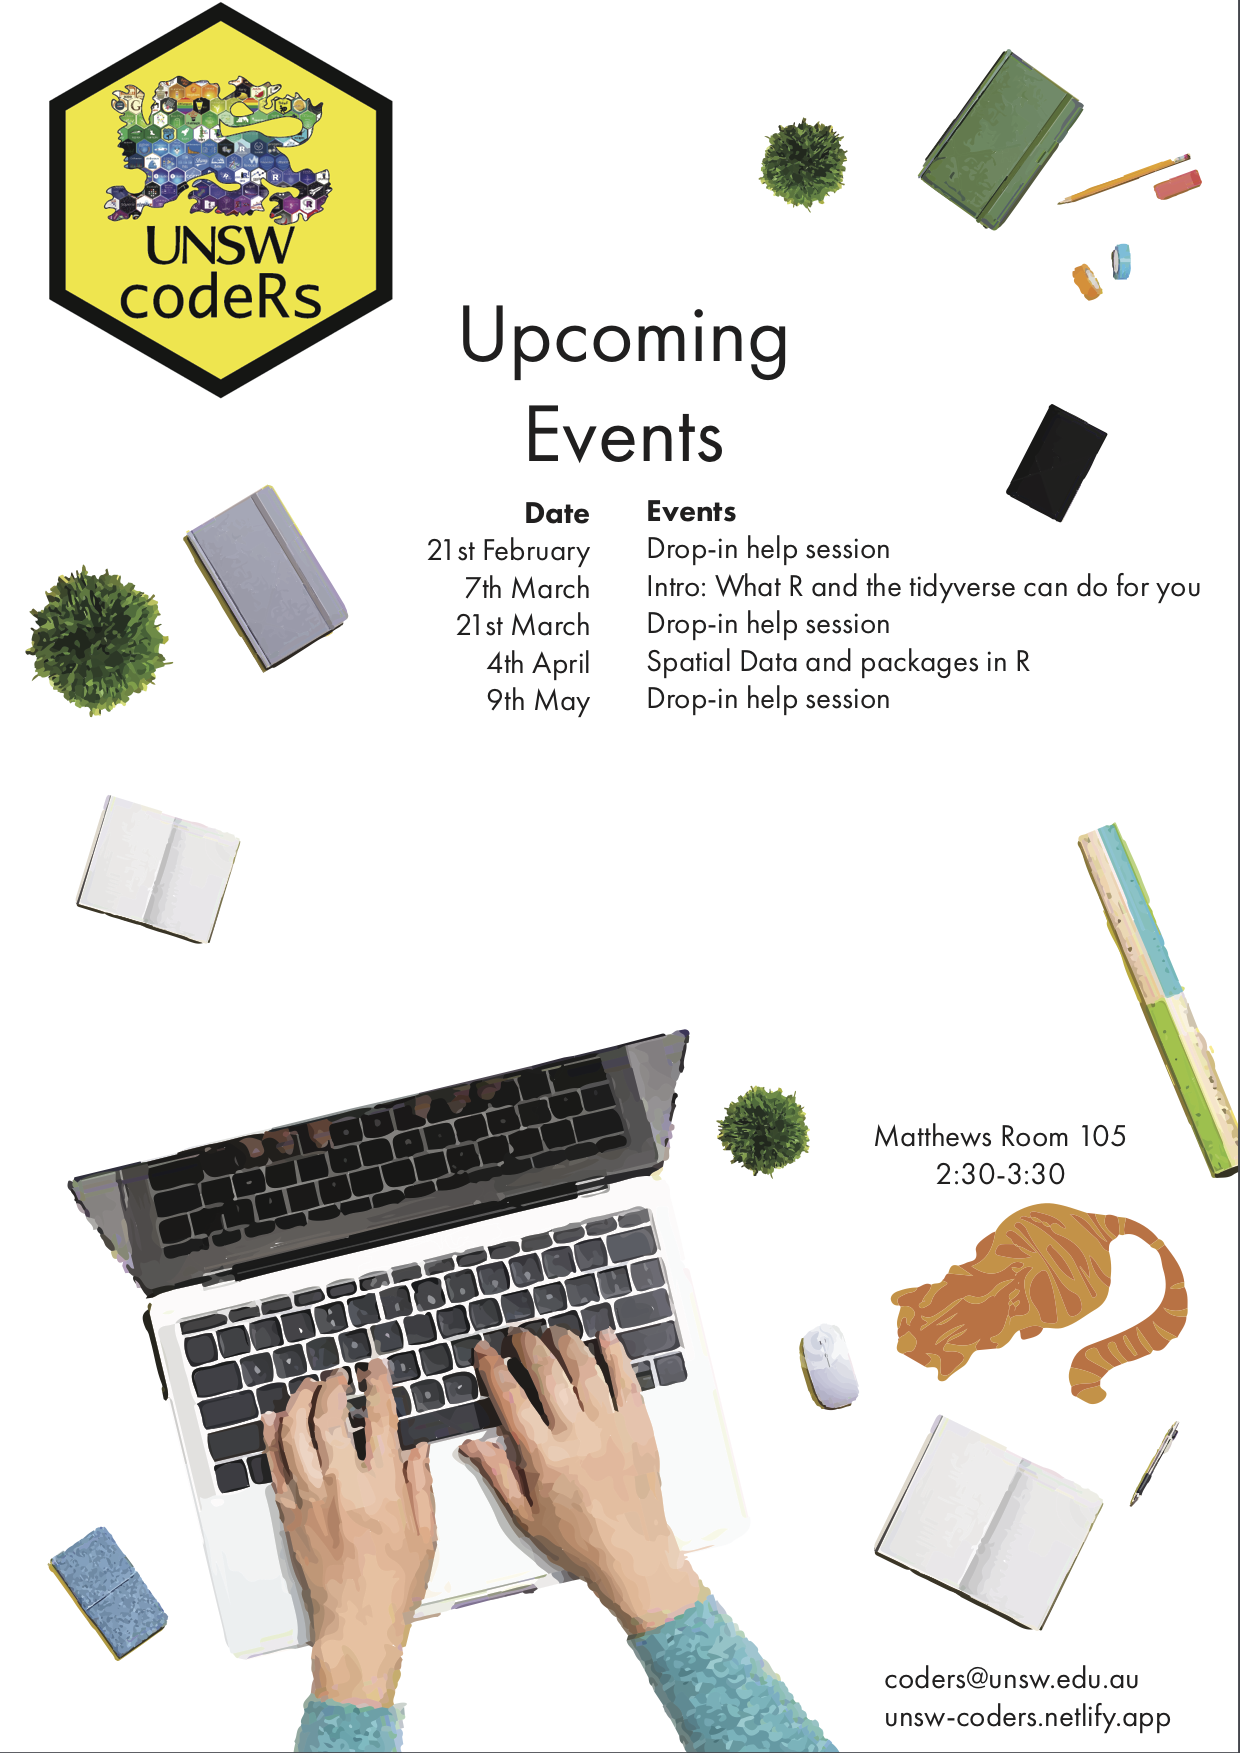 UNSW
codeRs
Upcoming
Events
Date Events
21st February Drop-in help session
7th March Intro: What R and the tidyverse can do for you
21st March Drop-in help session
4th April Spatial Data and packages in R
9th May Drop-in help session
Matthews Room 105
2:30-3:30
coders@unsw.edu.au
unsw-coders.netlify.app